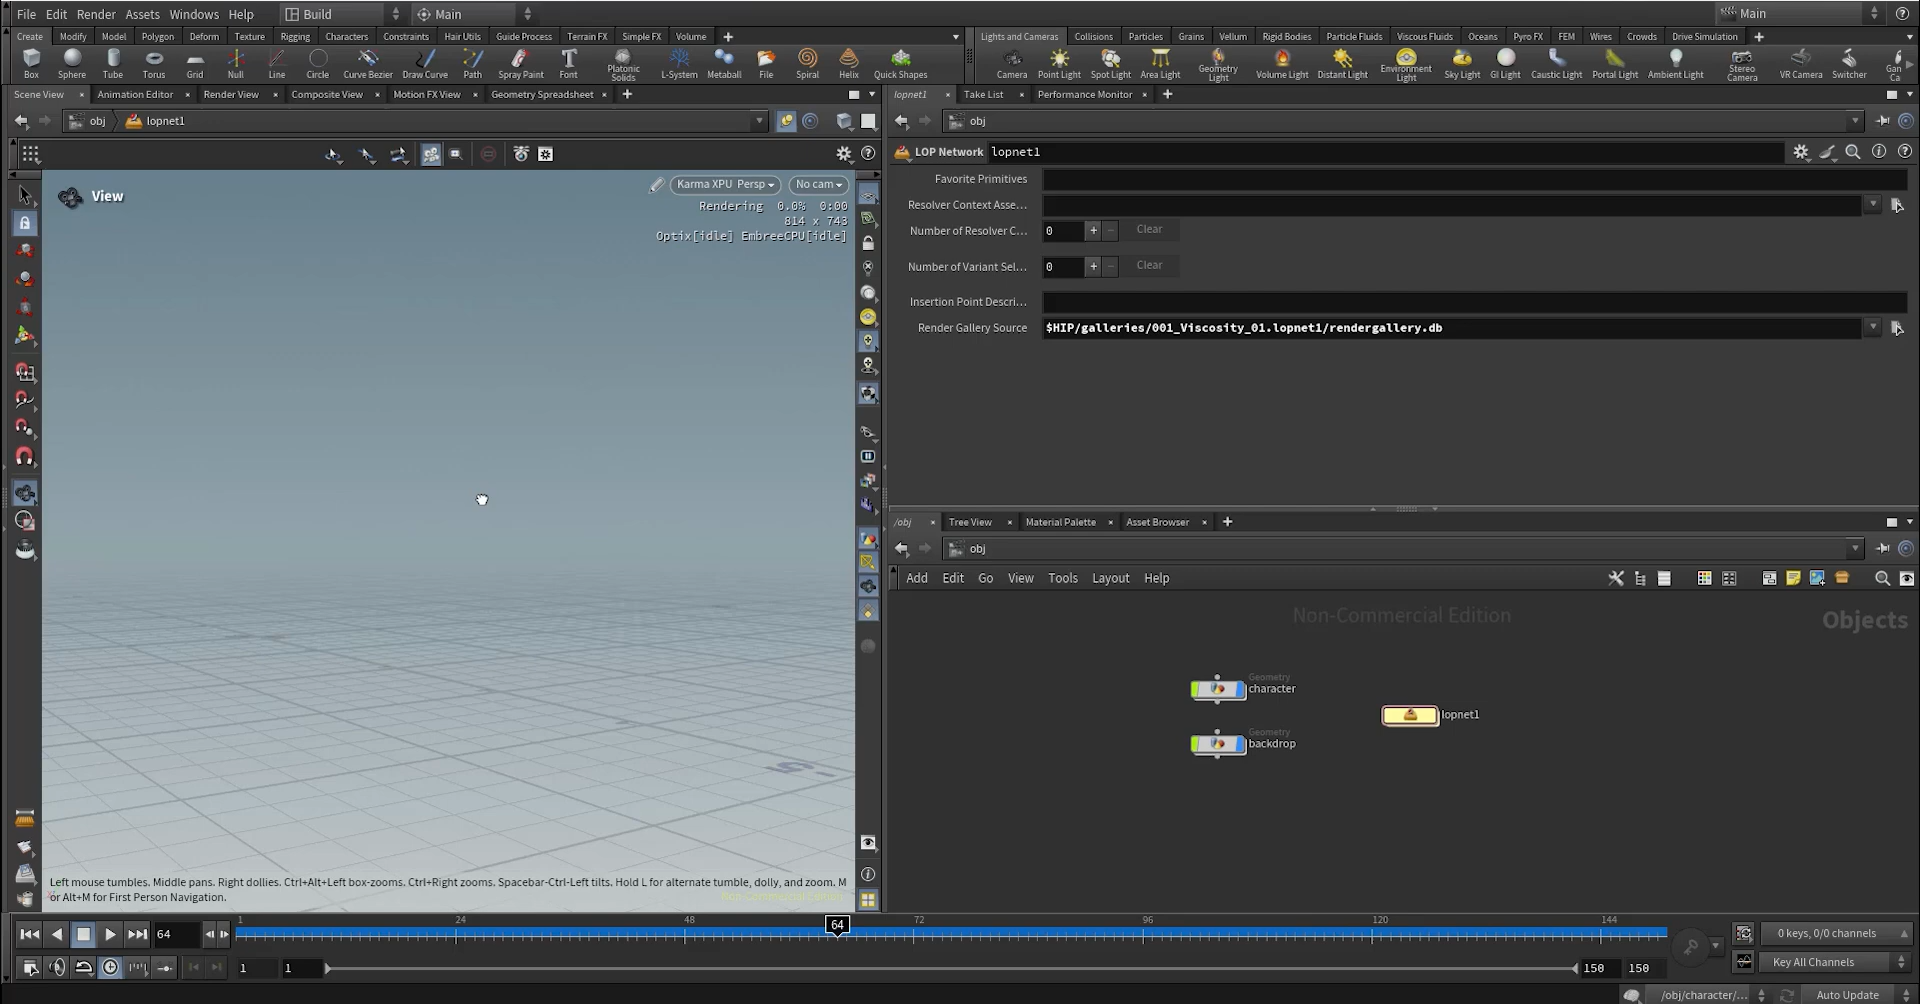 File Edit Render Assets Windows Help Build Main Main
Create Modify Model Polygon Deform Texture Rigging Characters Constraints Hair Utils Guide Process Terrain FX Simple FX Volume
Lights and Cameras Collisions Particles Grains Vellum Rigid Bodies Particle Fluids Viscous Fluids Oceans Pyro FX FEM Wires Crowds Drive Simulation
Box Sphere Tube Torus Grid Null Line Circle Curve Bezier Draw Curve Path Spray Paint Font Platonic Solids L-System Metaball File Spiral Helix Quick Shapes
Camera Point Light Spot Light Area Light Geometry Light Volume Light Distant Light Environment Light Sky Light GI Light Caustic Light Portal Light Ambient Light Stereo Camera VR Camera Switcher Gan Ca
Scene View Animation Editor Render View Composite View Motion FX View Geometry Spreadsheet
lopnet1 Take List Performance Monitor
obj lopnet1
obj
LOP Network lopnet1
Favorite Primitives
Resolver Context Asse...
Number of Resolver C... 0 Clear
Number of Variant Sel... 0 Clear
Insertion Point Descri...
Render Gallery Source $HIP/galleries/001_Viscosity_01.lopnet1/rendergallery.db
View
Karma XPU Persp No cam
Rendering 0.0% 0:00
814 x 743
Optix[idle] EmbreeCPU[idle]
/obj Tree View Material Palette Asset Browser
obj
Add Edit Go View Tools Layout Help
Non-Commercial Edition
Objects
Geometry
character
lopnet1
Geometry
backdrop
Left mouse tumbles. Middle pans. Right dollies. Ctrl+Alt+Left box-zooms. Ctrl+Right zooms. Spacebar-Ctrl-Left tilts. Hold L for alternate tumble, dolly, and zoom. M
or Alt+M for First Person Navigation.
Non-Commercial Edition
1 24 48 72 96 120 144
64 64
0 keys, 0/0 channels
1 1 150 150
Key All Channels
/obj/character/... Auto Update